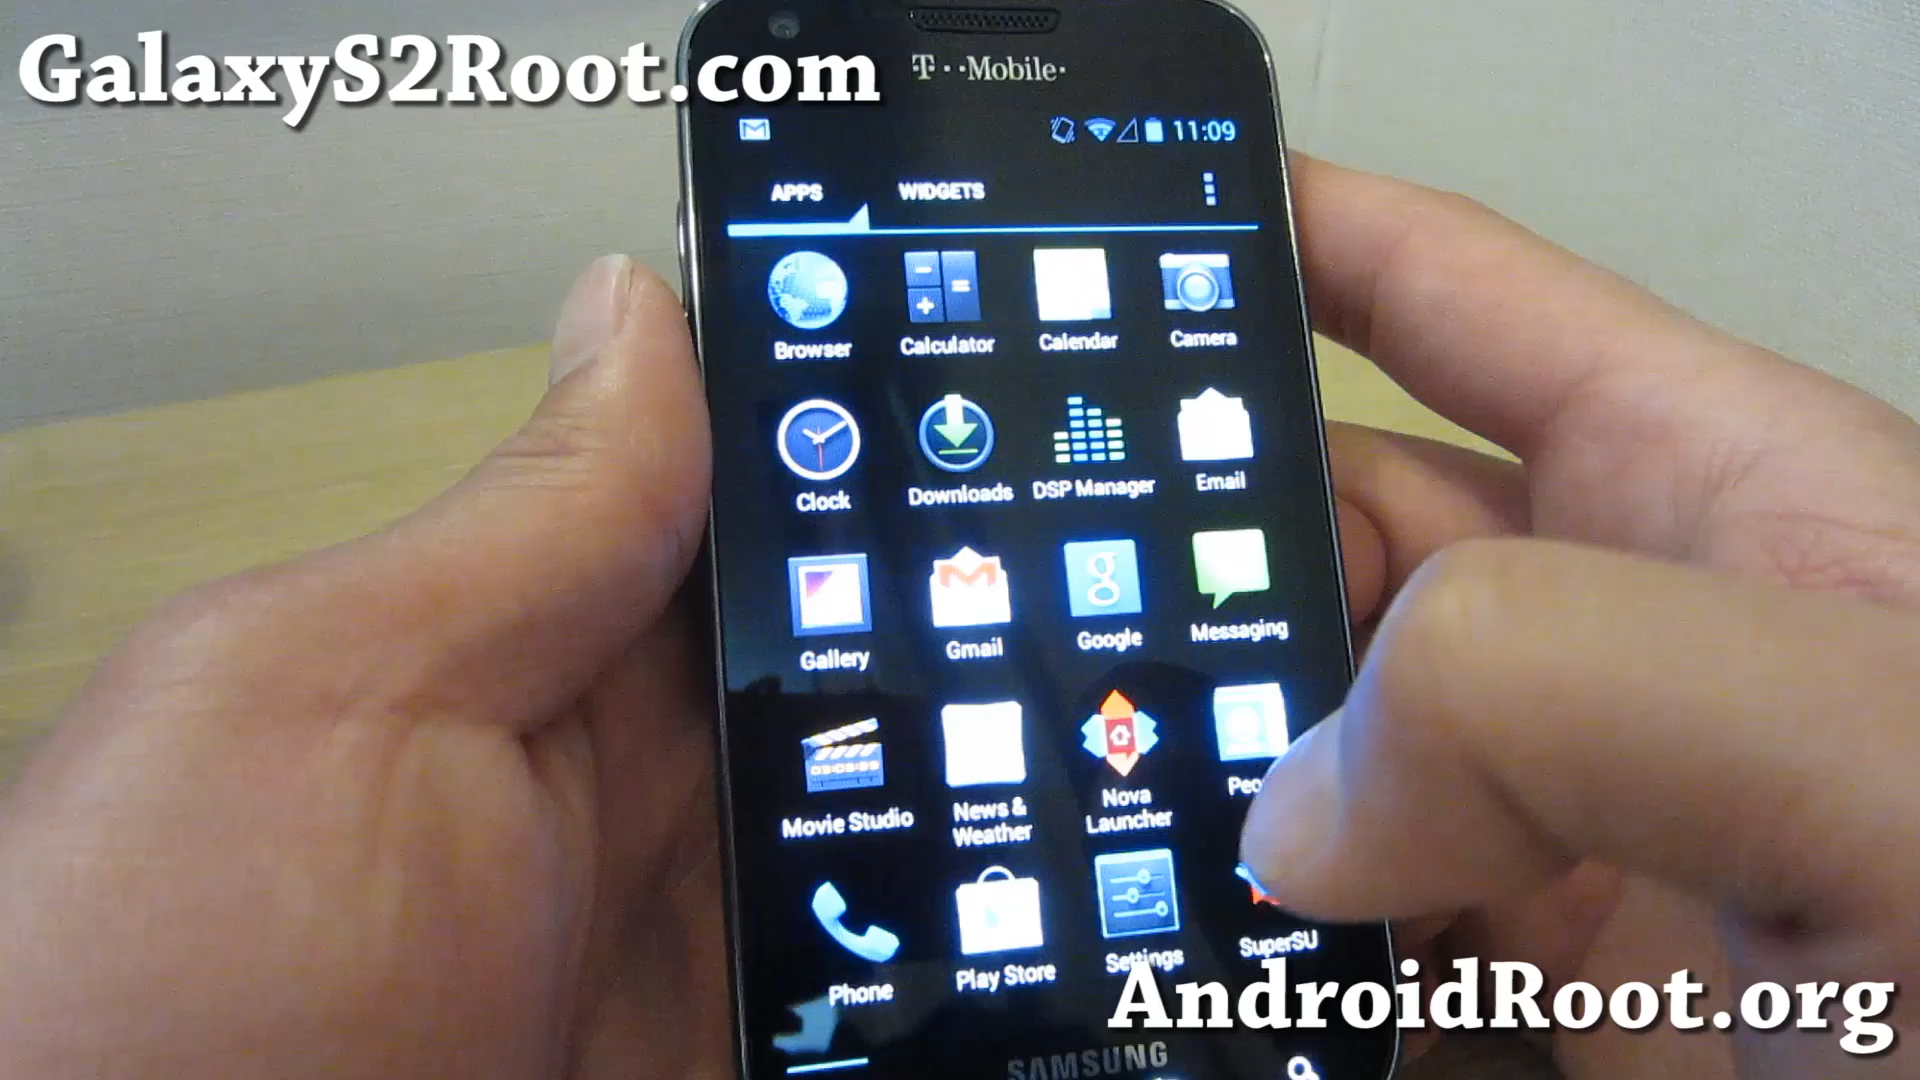 GalaxyS2Root.com
T··Mobile·
11:09
APPS WIDGETS
Browser Calculator Calendar Camera
Clock Downloads DSP Manager Email
Gallery Gmail Google Messaging
Movie Studio News & Weather Nova Launcher
Phone Play Store Settings SuperSU
AndroidRoot.org
SAMSUNG